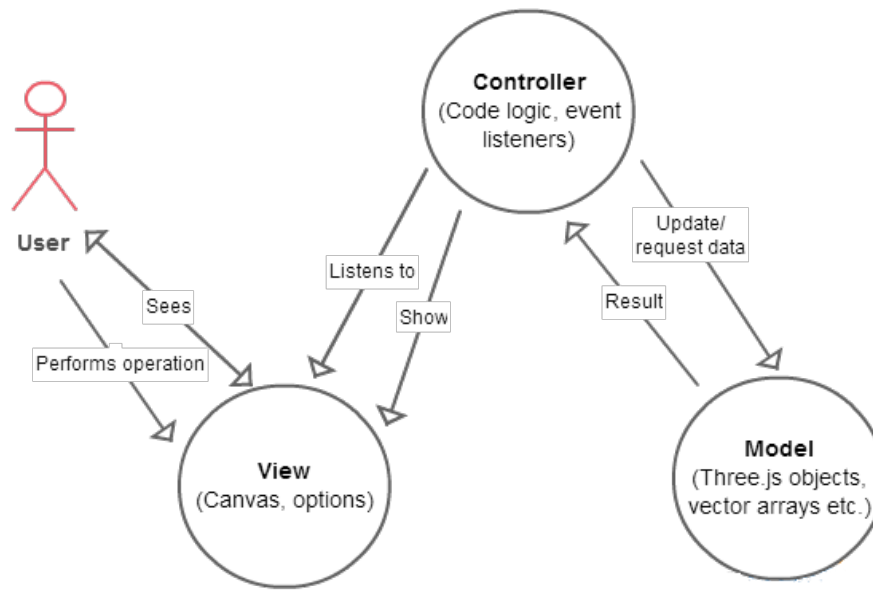 Controller
(Code logic, event
listeners)
User
Update/
request data
Listens to
Sees
Result
Show
Performs operation
View
(Canvas, options)
Model
(Three.js objects,
vector arrays etc.)